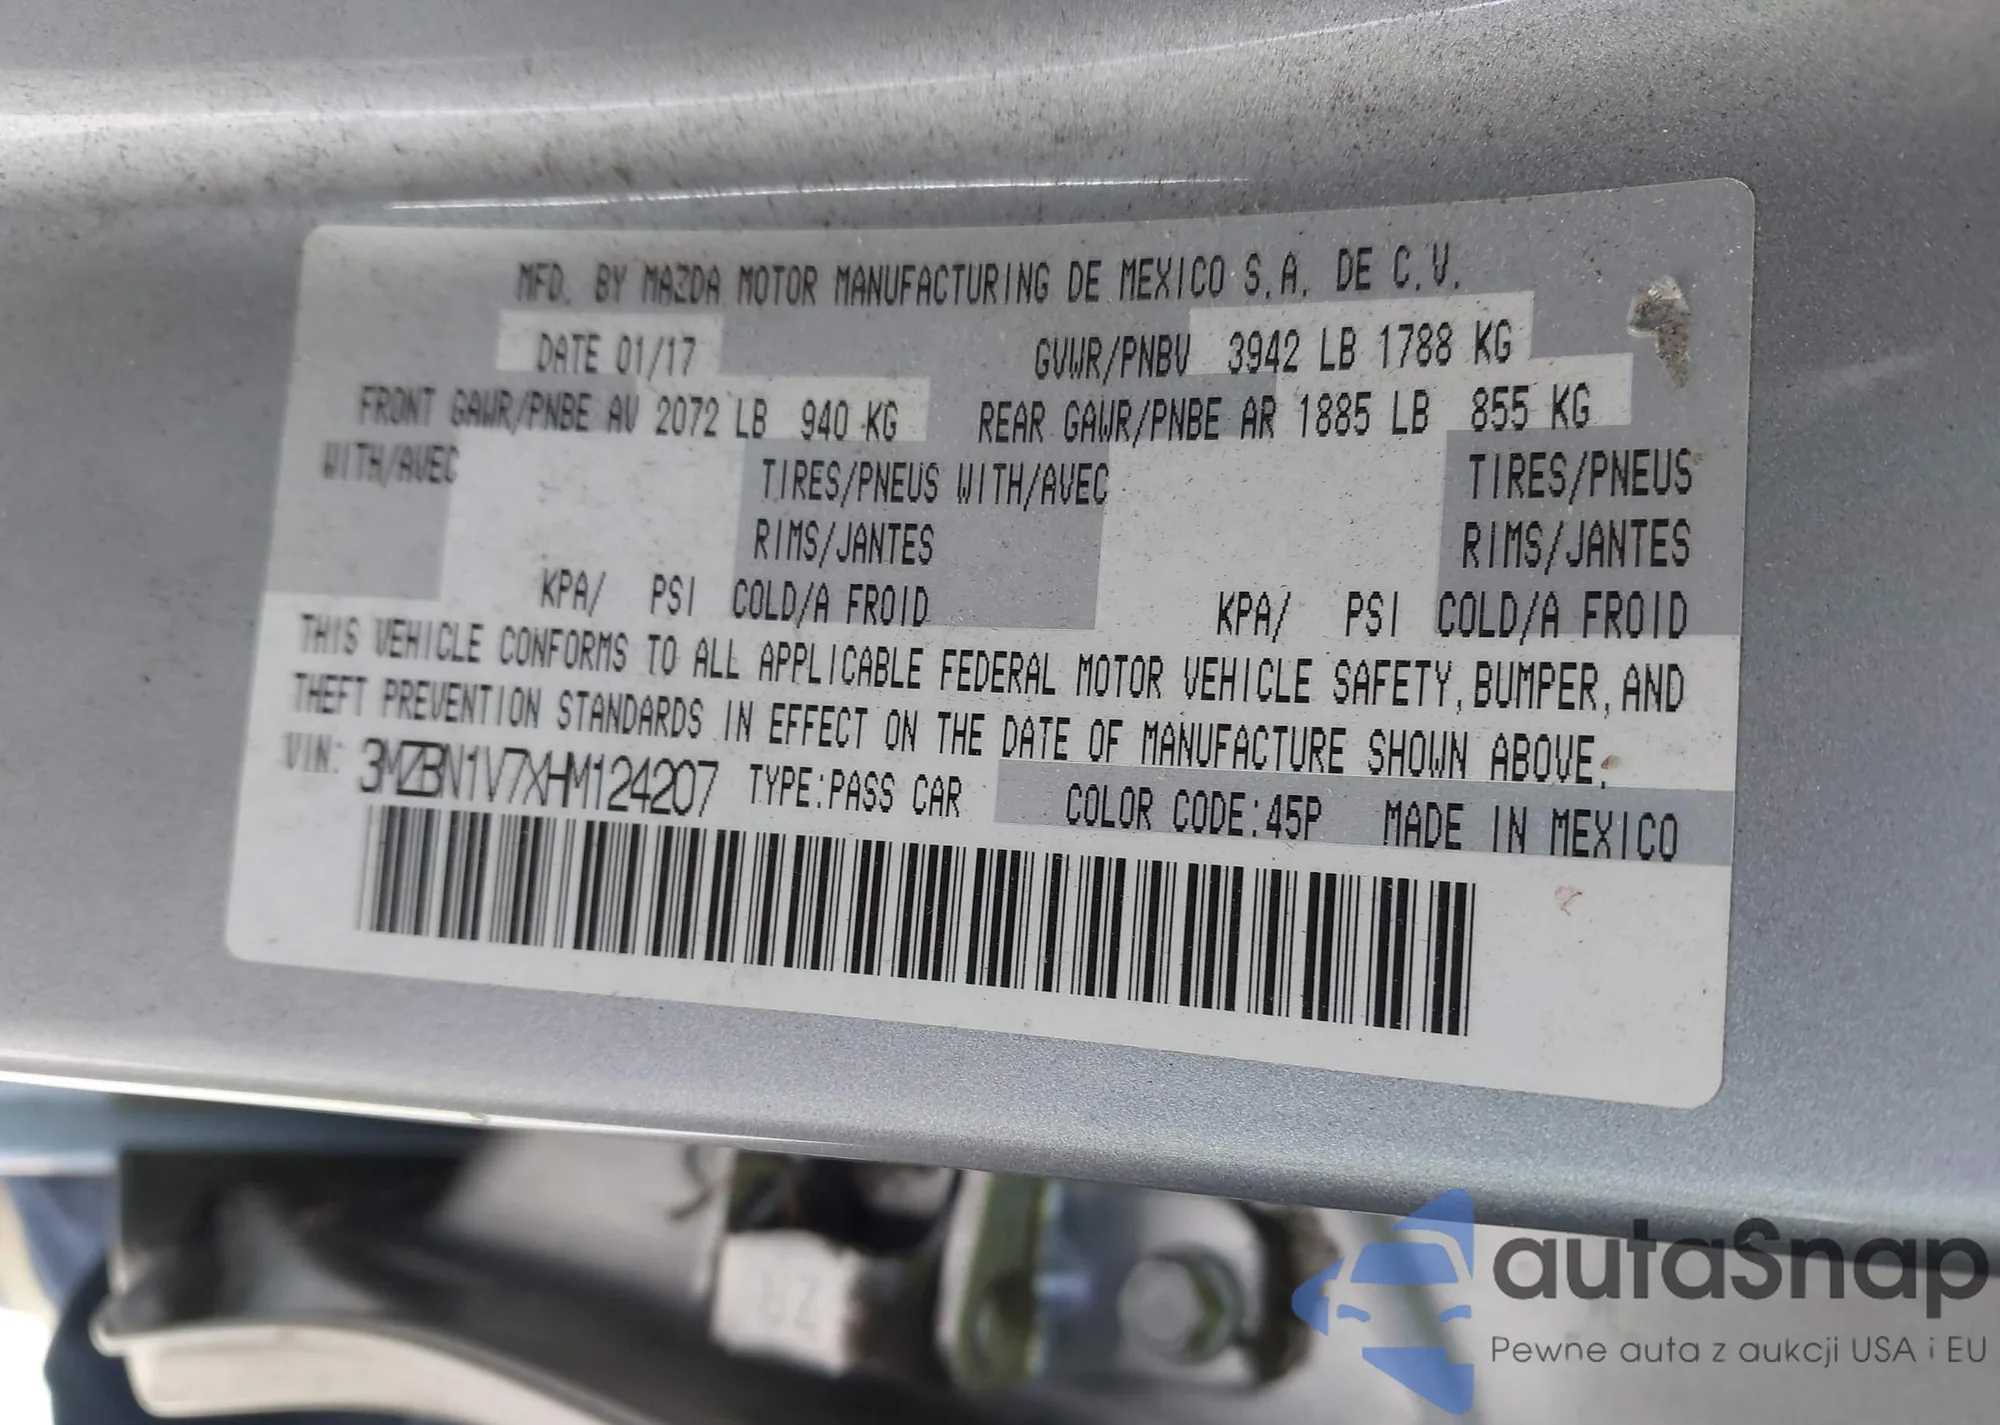 MFD. BY MAZDA MOTOR MANUFACTURING DE MEXICO S.A. DE C.V.
DATE 01/17 GVWR/PNBV 3942 LB 1788 KG
FRONT GAWR/PNBE AV 2072 LB 940 KG REAR GAWR/PNBE AR 1885 LB 855 KG
WITH/AVEC TIRES/PNEUS WITH/AVEC TIRES/PNEUS
RIMS/JANTES RIMS/JANTES
KPA/ PSI COLD/A FROID KPA/ PSI COLD/A FROID
THIS VEHICLE CONFORMS TO ALL APPLICABLE FEDERAL MOTOR VEHICLE SAFETY, BUMPER, AND
THEFT PREVENTION STANDARDS IN EFFECT ON THE DATE OF MANUFACTURE SHOWN ABOVE.
VIN: 3MZBN1V7XHM124207 TYPE:PASS CAR COLOR CODE:45P MADE IN MEXICO
autaSnap
Pewne auta z aukcji USA i EU